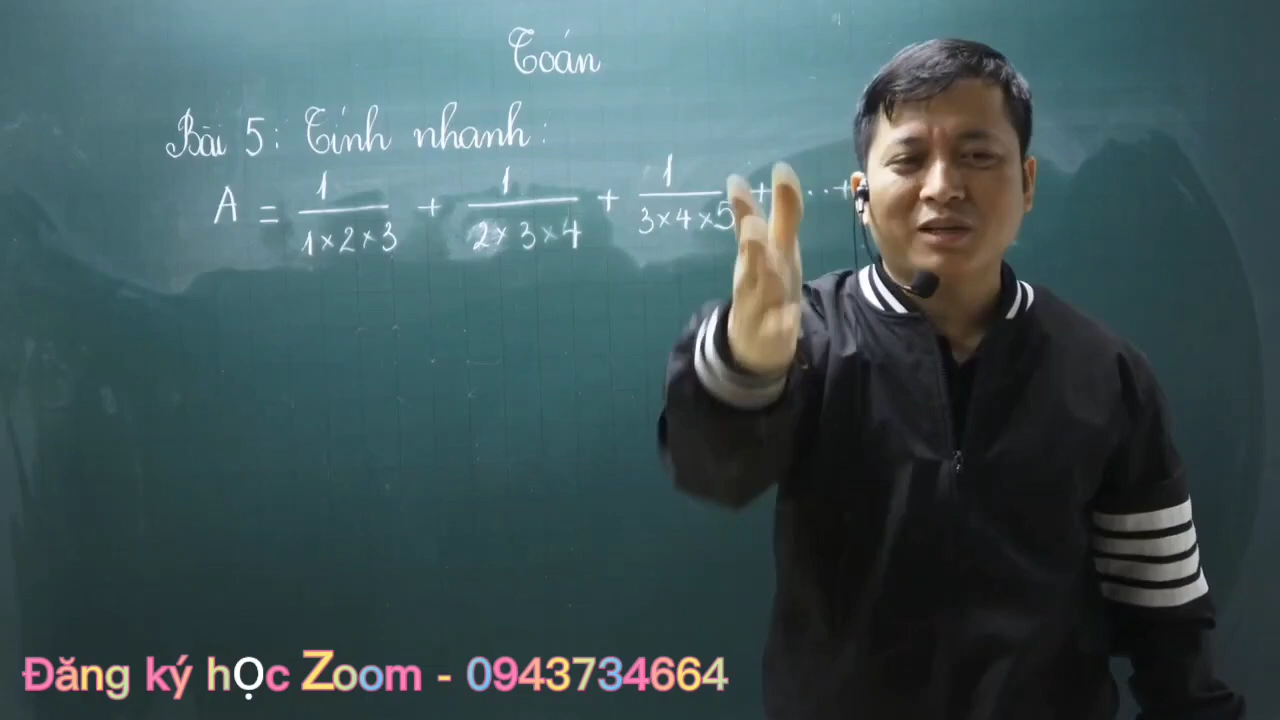 Toán
Bài 5: Tính nhanh:
A = 1/(1×2×3) + 1/(2×3×4) + 1/(3×4×5) + ...+
Đăng ký học Zoom - 0943734664